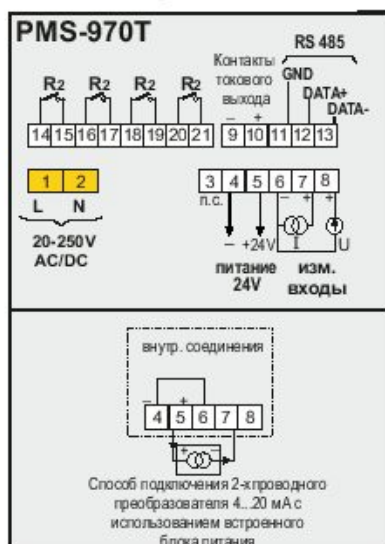 PMS-970T
RS 485
Контакты
токового
выхода
GND
DATA+
DATA-
R2 R2 R2 R2
– +
14 15 16 17 18 19 20 21 9 10 11 12 13
1 2
3 4 5 6 7 8
L N
п.с.
– +24V – + +
I U
20-250V
AC/DC
питание
24V
изм.
входы
внутр. соединения
– +
4 5 6 7 8
+ –
Способ подключения 2-хпроводного
преобразователя 4...20 мА с
использованием встроенного
блока питания